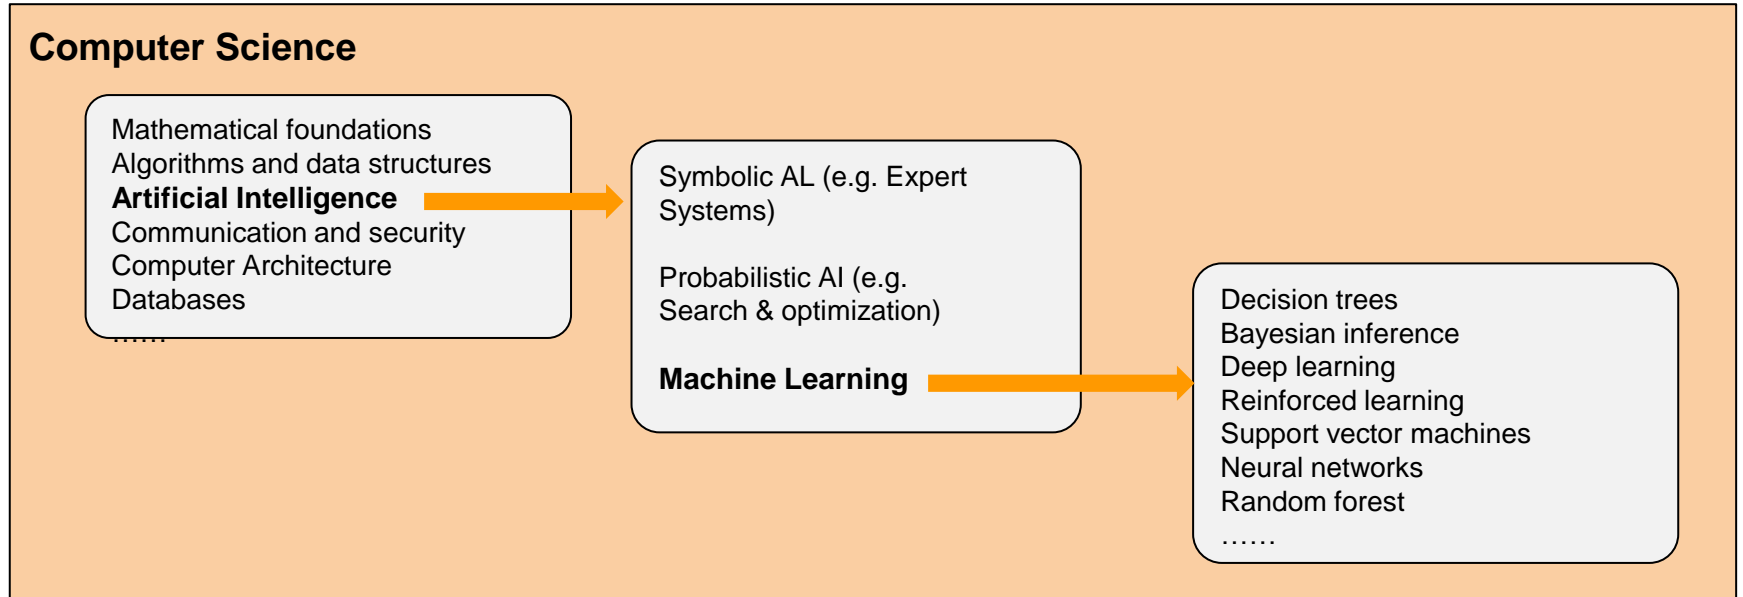 Computer Science
Mathematical foundations
Algorithms and data structures
Artificial Intelligence
Communication and security
Computer Architecture
Databases
……
Symbolic AL (e.g. Expert
Systems)
Probabilistic AI (e.g.
Search & optimization)
Machine Learning
Decision trees
Bayesian inference
Deep learning
Reinforced learning
Support vector machines
Neural networks
Random forest
……